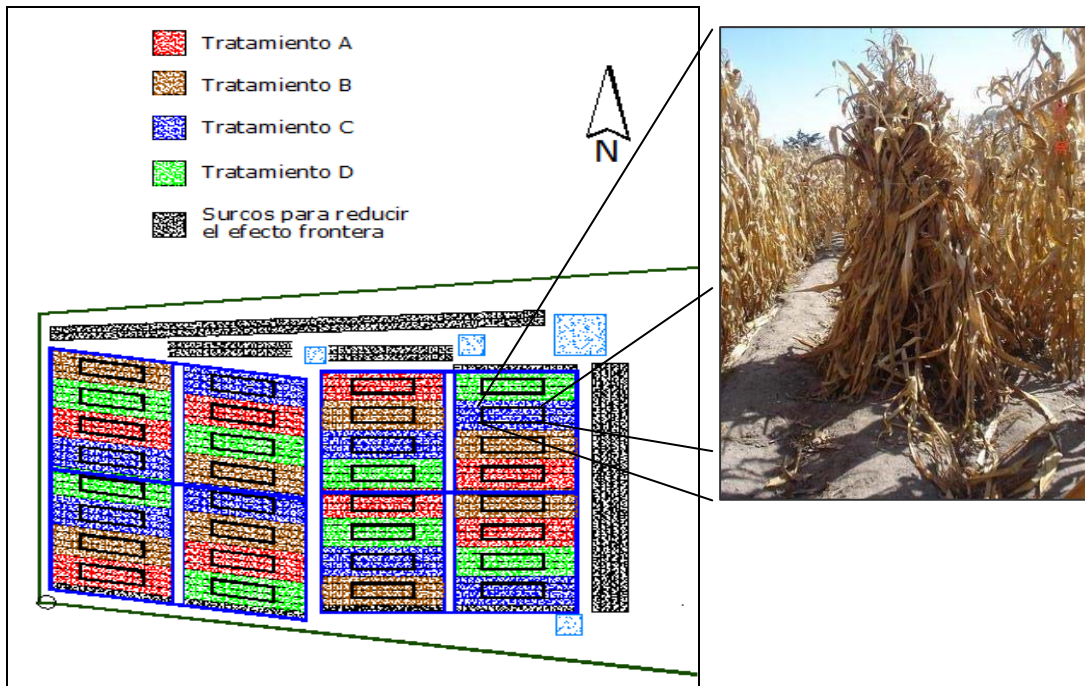 Tratamiento A
Tratamiento B
Tratamiento C
Tratamiento D
Surcos para reducir
el efecto frontera
N